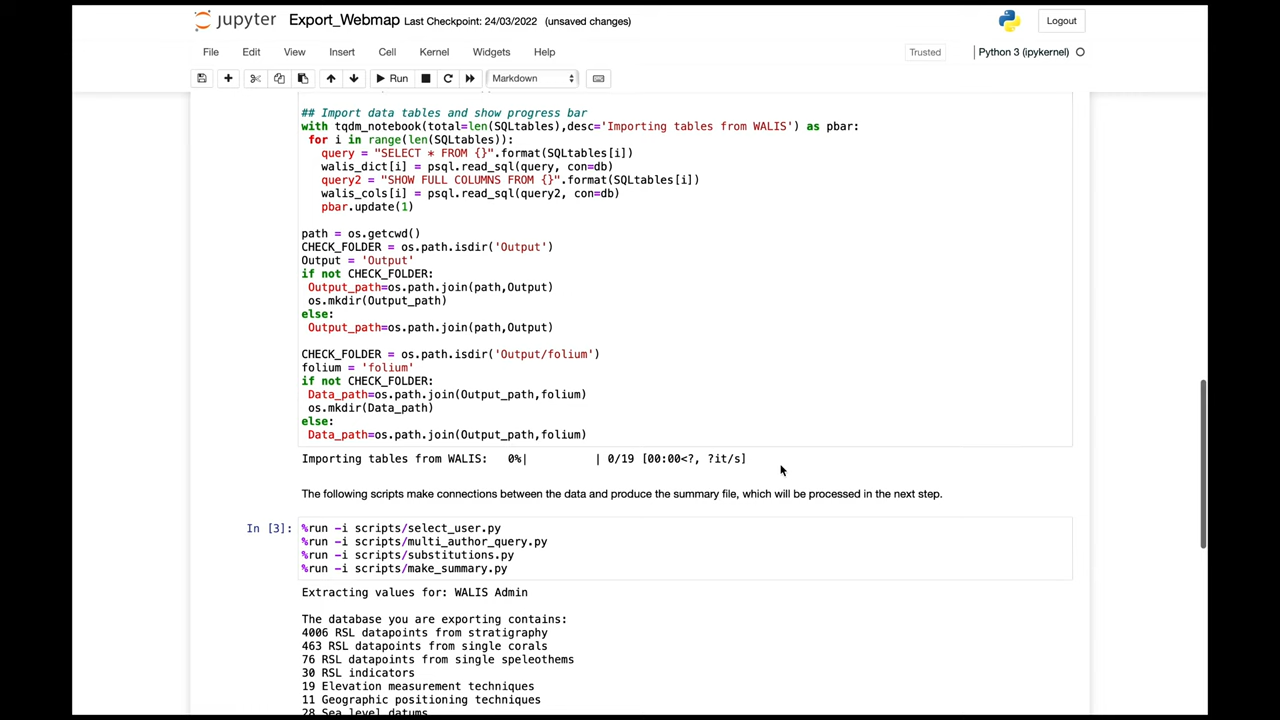 jupyter Export_Webmap Last Checkpoint: 24/03/2022 (unsaved changes) Logout
File Edit View Insert Cell Kernel Widgets Help Trusted Python 3 (ipykernel)
Run Markdown
## Import data tables and show progress bar
with tqdm_notebook(total=len(SQLtables),desc='Importing tables from WALIS') as pbar:
for i in range(len(SQLtables)):
query = "SELECT * FROM {}".format(SQLtables[i])
walis_dict[i] = psql.read_sql(query, con=db)
query2 = "SHOW FULL COLUMNS FROM {}".format(SQLtables[i])
walis_cols[i] = psql.read_sql(query2, con=db)
pbar.update(1)
path = os.getcwd()
CHECK_FOLDER = os.path.isdir('Output')
Output = 'Output'
if not CHECK_FOLDER:
Output_path=os.path.join(path,Output)
os.mkdir(Output_path)
else:
Output_path=os.path.join(path,Output)
CHECK_FOLDER = os.path.isdir('Output/folium')
folium = 'folium'
if not CHECK_FOLDER:
Data_path=os.path.join(Output_path,folium)
os.mkdir(Data_path)
else:
Data_path=os.path.join(Output_path,folium)
Importing tables from WALIS: 0%| | 0/19 [00:00<?, ?it/s]
The following scripts make connections between the data and produce the summary file, which will be processed in the next step.
In [3]: %run -i scripts/select_user.py
%run -i scripts/multi_author_query.py
%run -i scripts/substitutions.py
%run -i scripts/make_summary.py
Extracting values for: WALIS Admin
The database you are exporting contains:
4006 RSL datapoints from stratigraphy
463 RSL datapoints from single corals
76 RSL datapoints from single speleothems
30 RSL indicators
19 Elevation measurement techniques
11 Geographic positioning techniques
28 Sea level datums